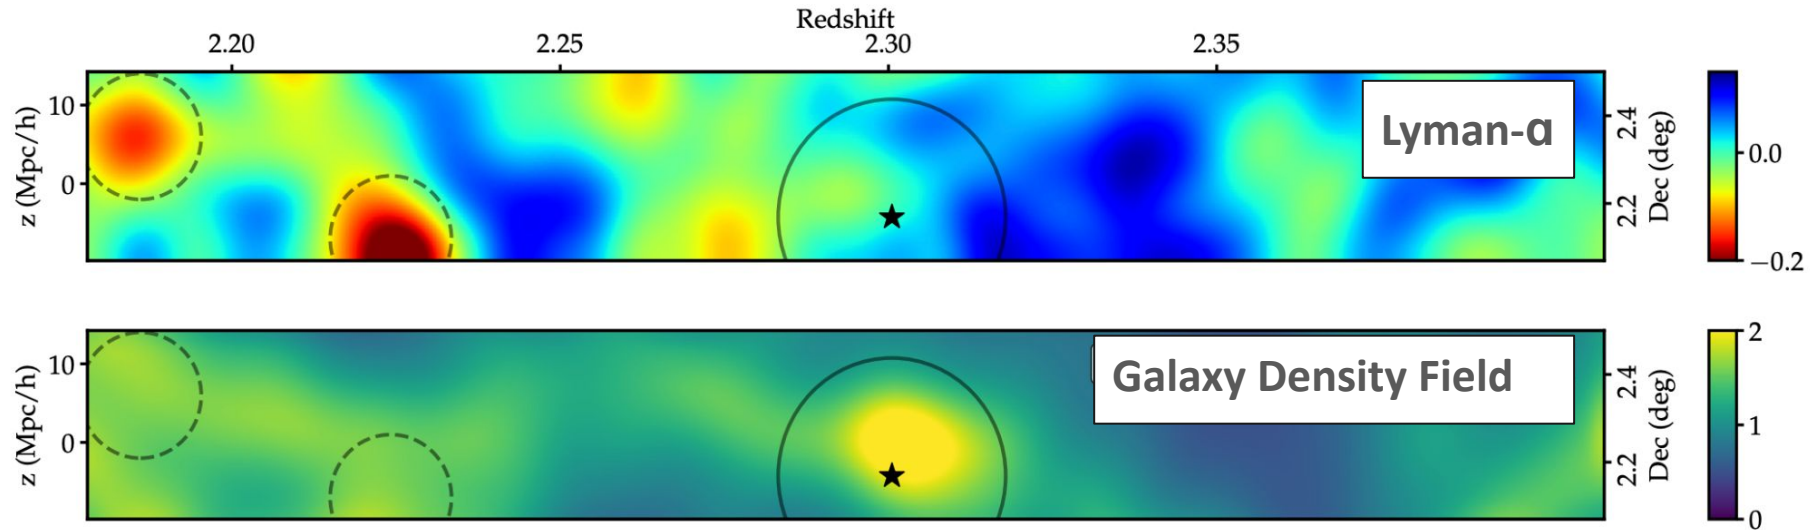 Redshift
2.20 2.25 2.30 2.35
z (Mpc/h)
10
0
Lyman-α
2.4
2.2
Dec (deg)
0.0
−0.2
z (Mpc/h)
10
0
Galaxy Density Field
2.4
2.2
Dec (deg)
2
1
0